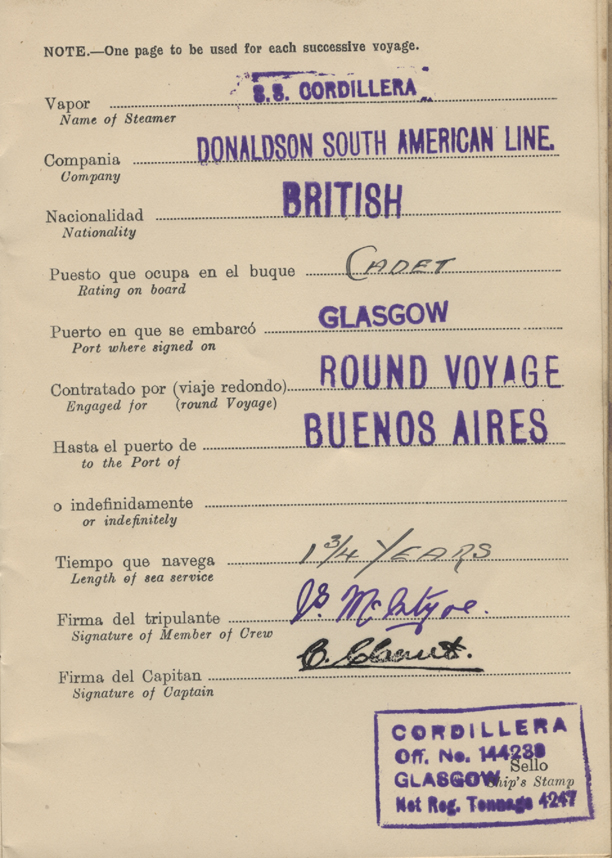 NOTE.—One page to be used for each successive voyage.
Vapor S.S. CORDILLERA
Name of Steamer
Compania DONALDSON SOUTH AMERICAN LINE.
Company
Nacionalidad BRITISH
Nationality
Puesto que ocupa en el buque CADET
Rating on board
Puerto en que se embarcó GLASGOW
Port where signed on
Contratado por (viaje redondo) ROUND VOYAGE
Engaged for (round Voyage)
Hasta el puerto de BUENOS AIRES
to the Port of
o indefinidamente
or indefinitely
Tiempo que navega 1 3/4 YEARS
Length of sea service
Firma del tripulante McIntyre.
Signature of Member of Crew
Firma del Capitan
Signature of Captain
CORDILLERA
Off. No. 144239
Sello
GLASGOW Ship's Stamp
Net Reg. Tonnage 4247